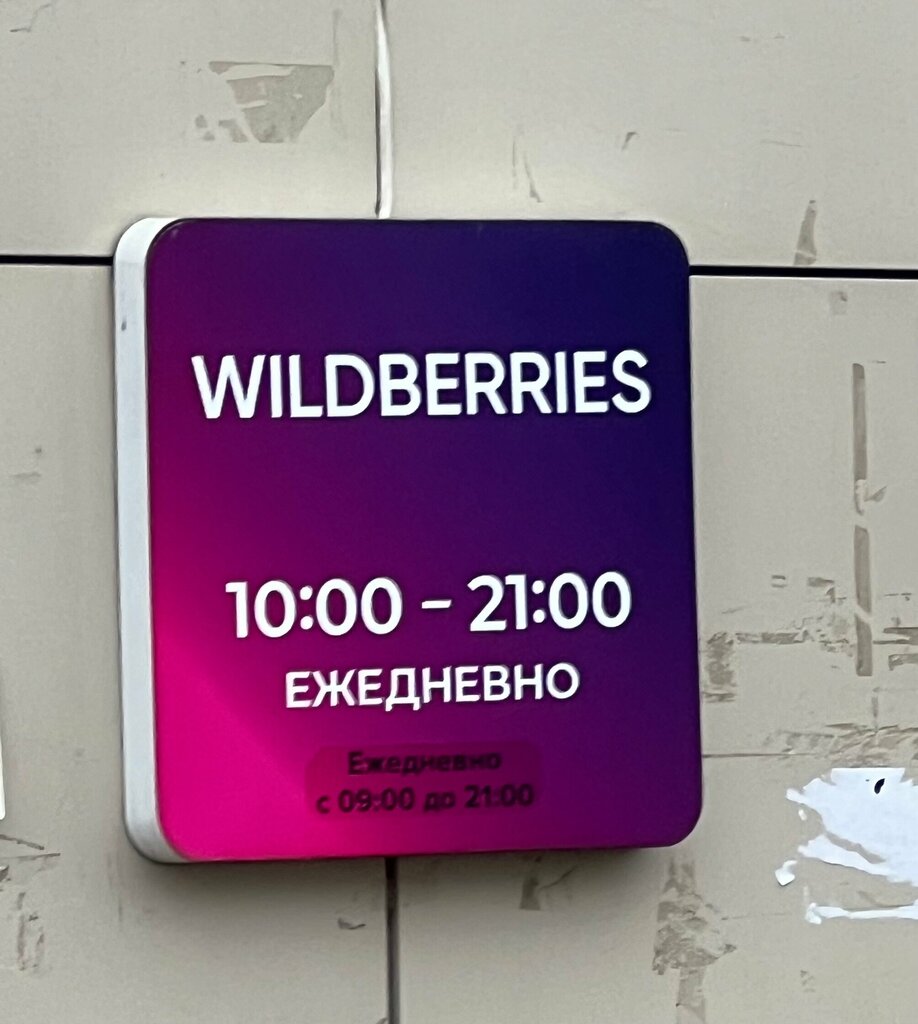 WILDBERRIES
10:00 - 21:00
ЕЖЕДНЕВНО
Ежедневно
с 09:00 до 21:00